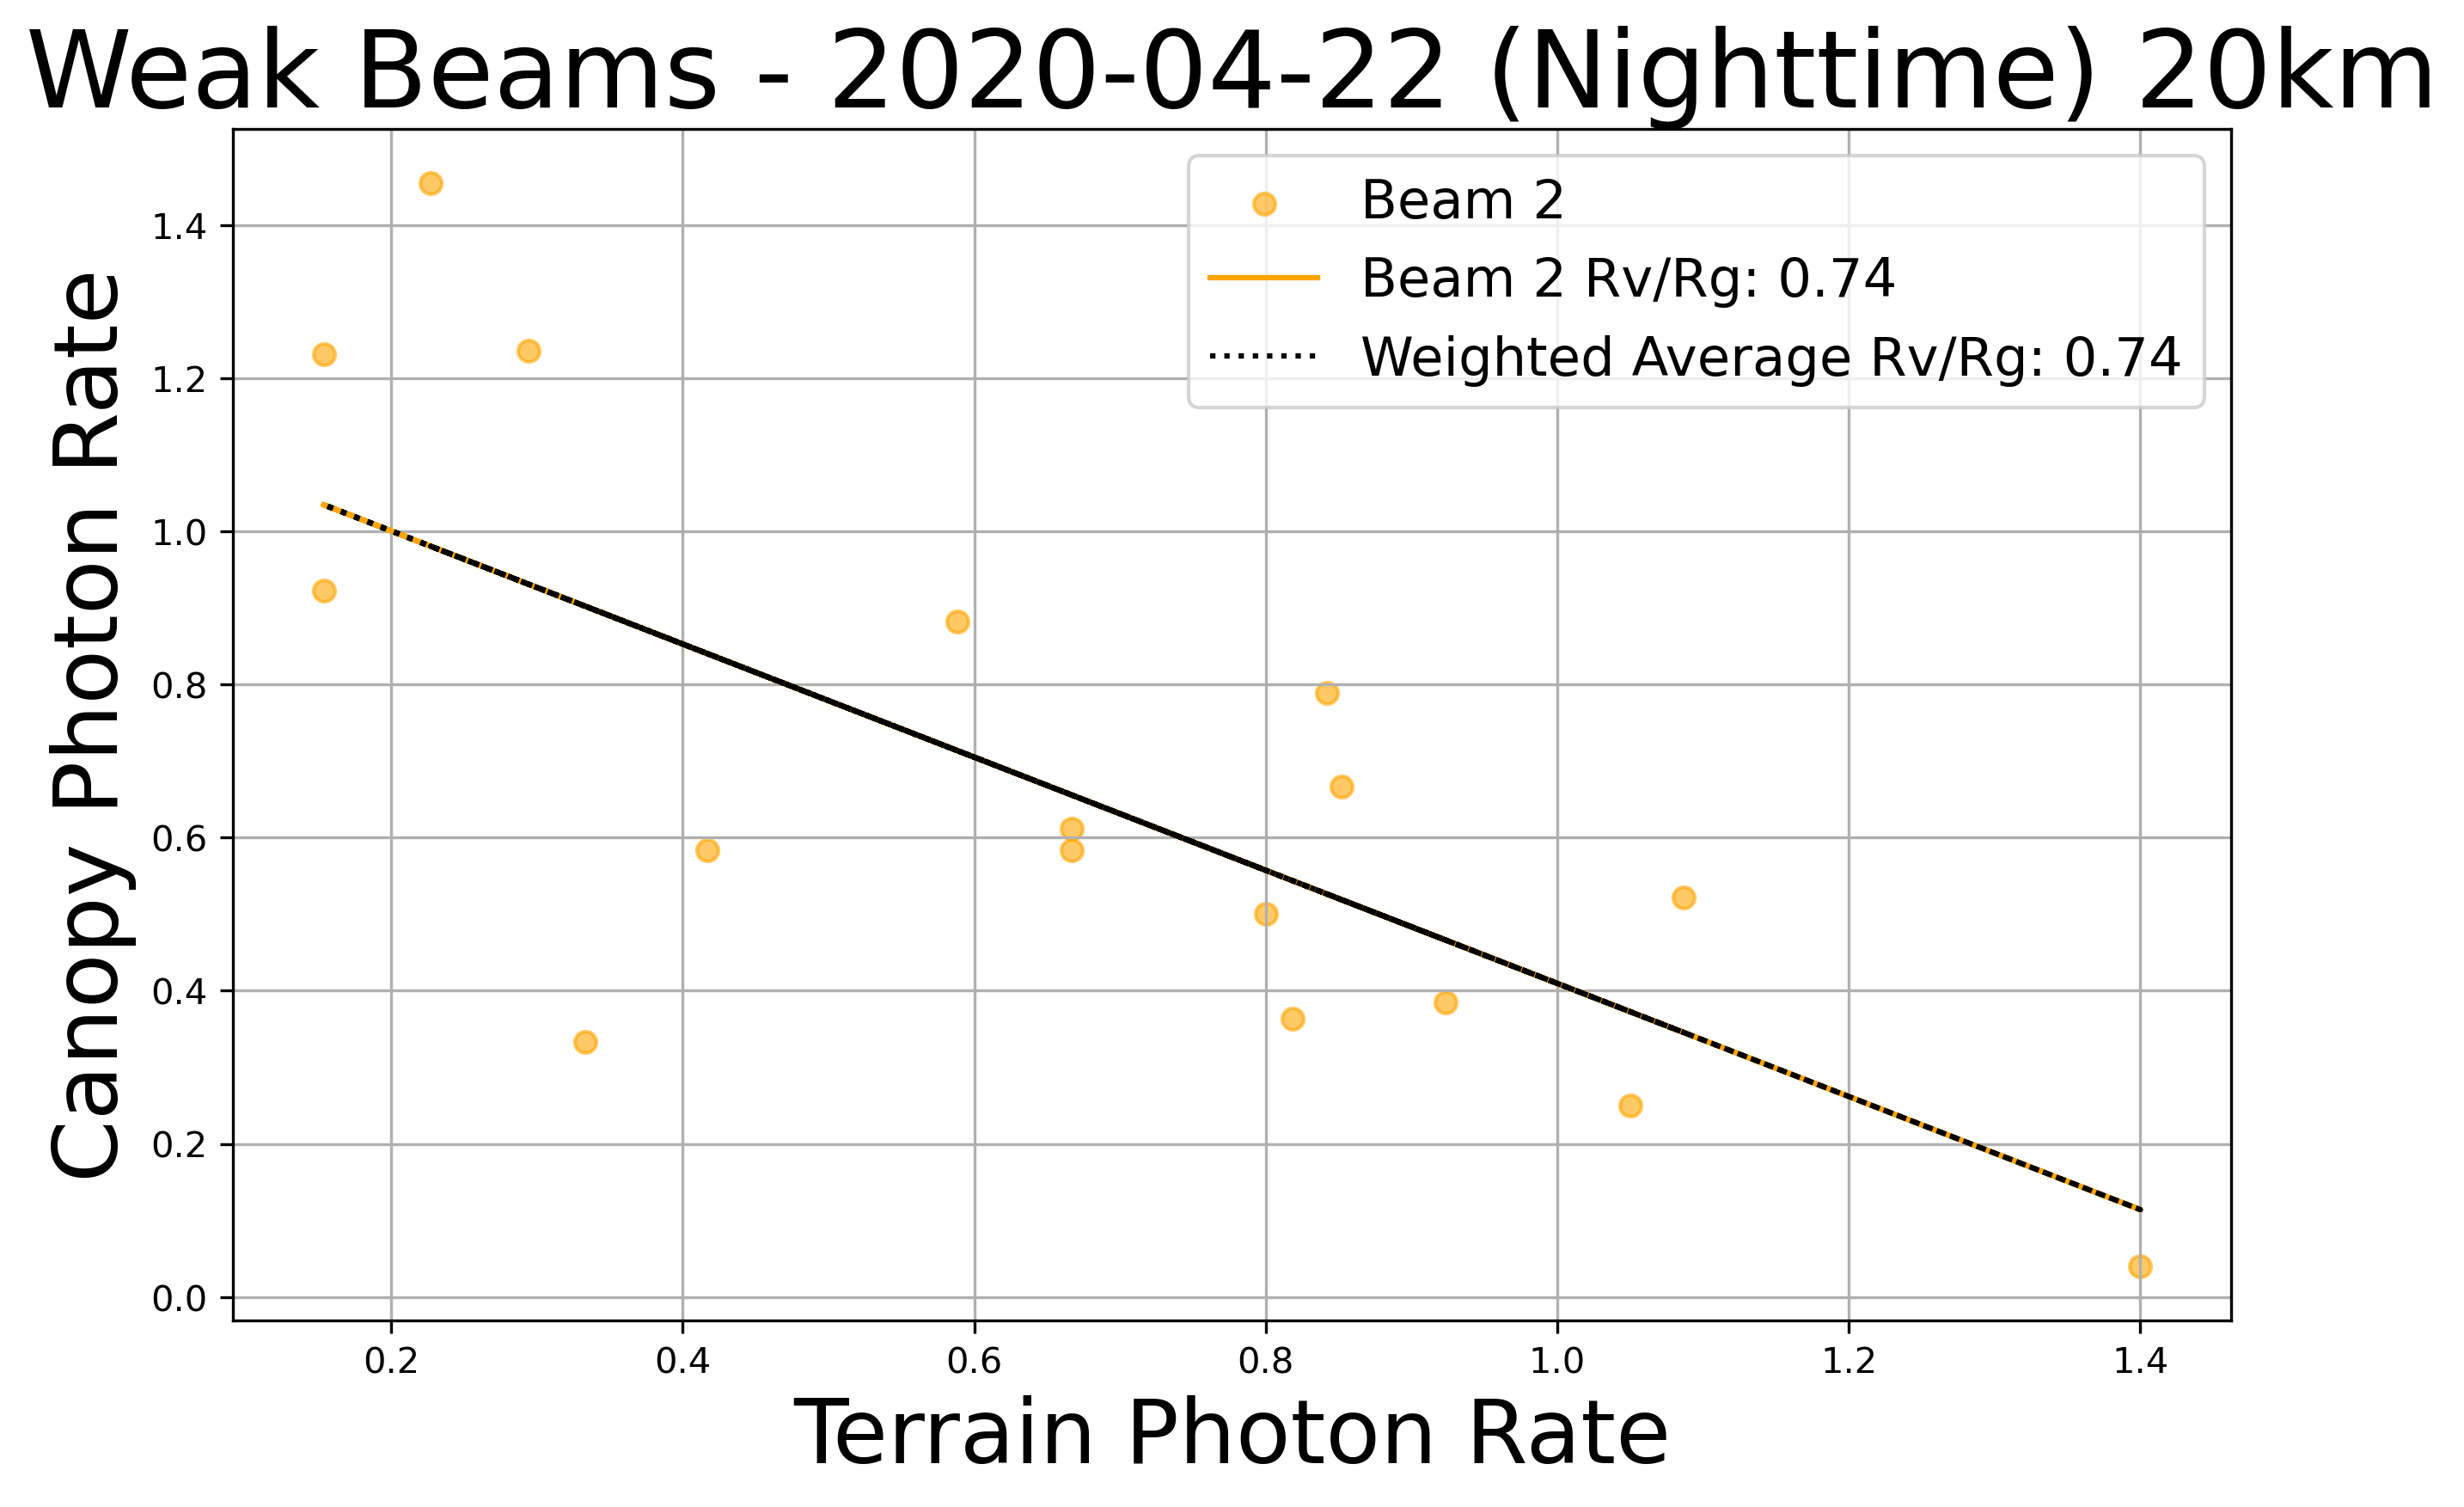 Weak Beams - 2020-04-22 (Nighttime) 20km
Beam 2
Beam 2 Rv/Rg: 0.74
Weighted Average Rv/Rg: 0.74
Canopy Photon Rate
1.4
1.2
1.0
0.8
0.6
0.4
0.2
0.0
0.2 0.4 0.6 0.8 1.0 1.2 1.4
Terrain Photon Rate